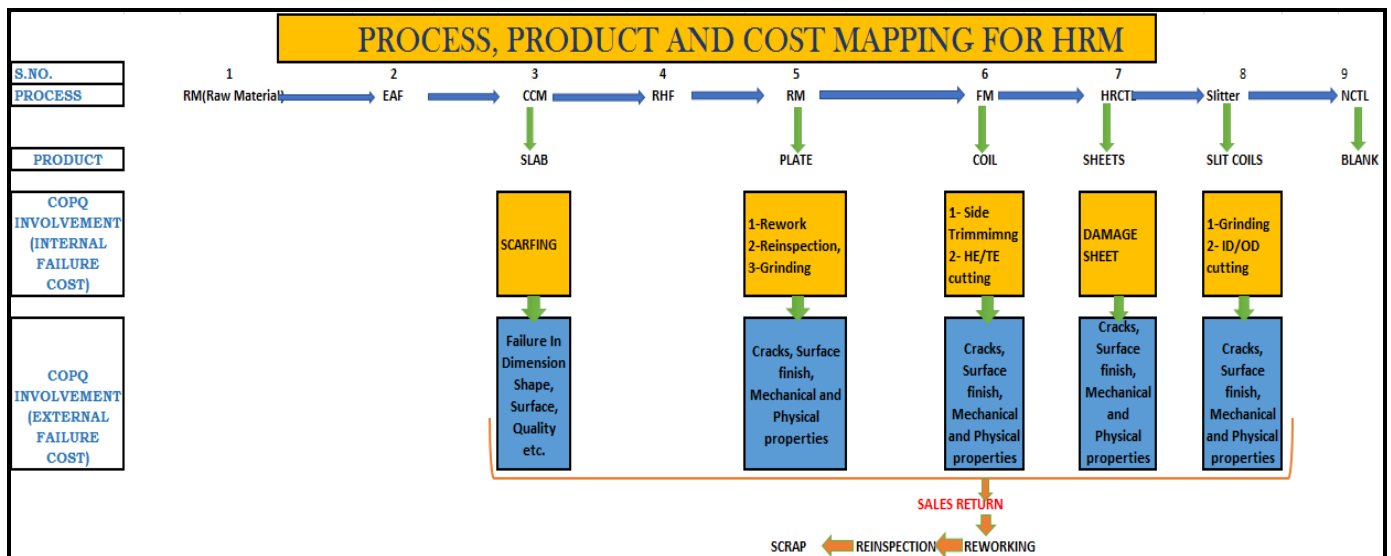 PROCESS, PRODUCT AND COST MAPPING FOR HRM
S.NO. 1 2 3 4 5 6 7 8 9
PROCESS RM(Raw Material) EAF CCM RHF RM FM HRCTL Slitter NCTL
PRODUCT SLAB PLATE COIL SHEETS SLIT COILS BLANK
COPQ
INVOLVEMENT
(INTERNAL
FAILURE
COST)
SCARFING
1-Rework
2-Reinspection,
3-Grinding
1- Side
Trimmimng
2- HE/TE
cutting
DAMAGE
SHEET
1-Grinding
2- ID/OD
cutting
COPQ
INVOLVEMENT
(EXTERNAL
FAILURE
COST)
Failure In
Dimension
Shape,
Surface,
Quality
etc.
Cracks, Surface
finish,
Mechanical and
Physical
properties
Cracks,
Surface
finish,
Mechanical
and Physical
properties
Cracks,
Surface
finish,
Mechanical
and
Physical
properties
Cracks,
Surface
finish,
Mechanical
and Physical
properties
SALES RETURN
SCRAP REINSPECTION REWORKING